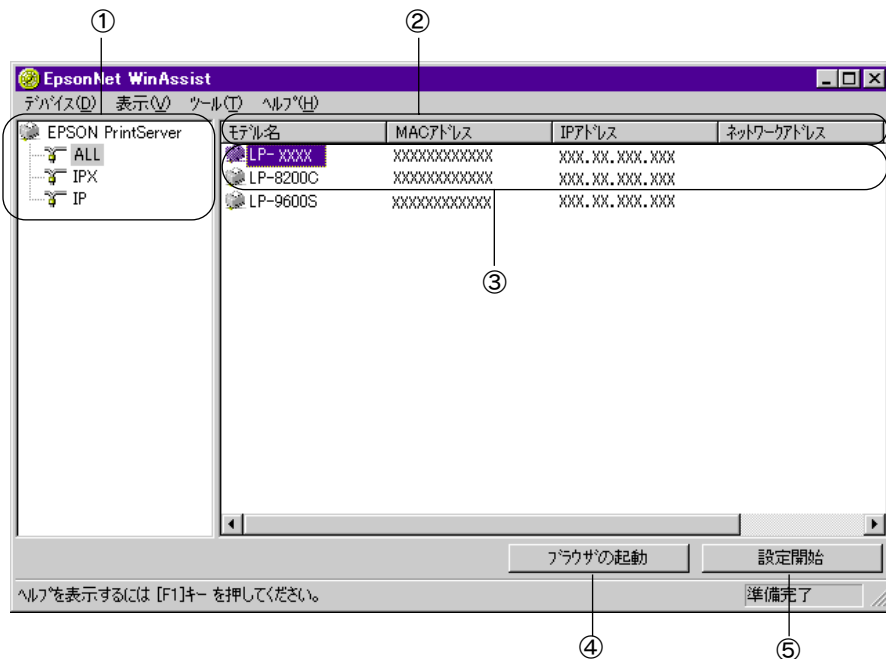 ① ②
EpsonNet WinAssist
デバイス(D) 表示(V) ツール(T) ヘルプ(H)
EPSON PrintServer
ALL
IPX
IP
モデル名 MACアドレス IPアドレス ネットワークアドレス
LP-XXXX XXXXXXXXXXXX XXX.XX.XXX.XXX
LP-8200C XXXXXXXXXXXX XXX.XX.XXX.XXX
LP-9600S XXXXXXXXXXXX XXX.XX.XXX.XXX
③
ブラウザの起動 設定開始
ヘルプを表示するには [F1]キー を押してください。 準備完了
④ ⑤